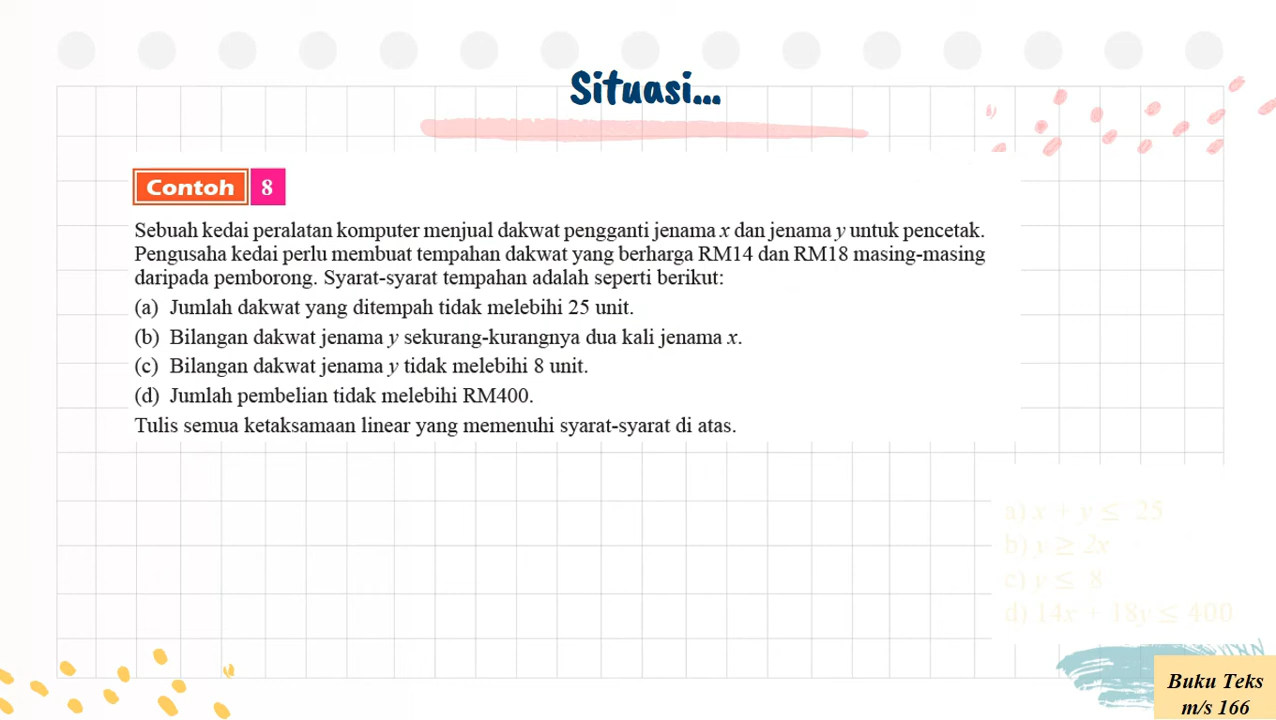 Situasi...
Contoh 8
Sebuah kedai peralatan komputer menjual dakwat pengganti jenama x dan jenama y untuk pencetak.
Pengusaha kedai perlu membuat tempahan dakwat yang berharga RM14 dan RM18 masing-masing
daripada pemborong. Syarat-syarat tempahan adalah seperti berikut:
(a) Jumlah dakwat yang ditempah tidak melebihi 25 unit.
(b) Bilangan dakwat jenama y sekurang-kurangnya dua kali jenama x.
(c) Bilangan dakwat jenama y tidak melebihi 8 unit.
(d) Jumlah pembelian tidak melebihi RM400.
Tulis semua ketaksamaan linear yang memenuhi syarat-syarat di atas.
a) x + y ≤ 25
b) y ≥ 2x
c) y ≤ 8
d) 14x + 18y ≤ 400
Buku Teks
m/s 166